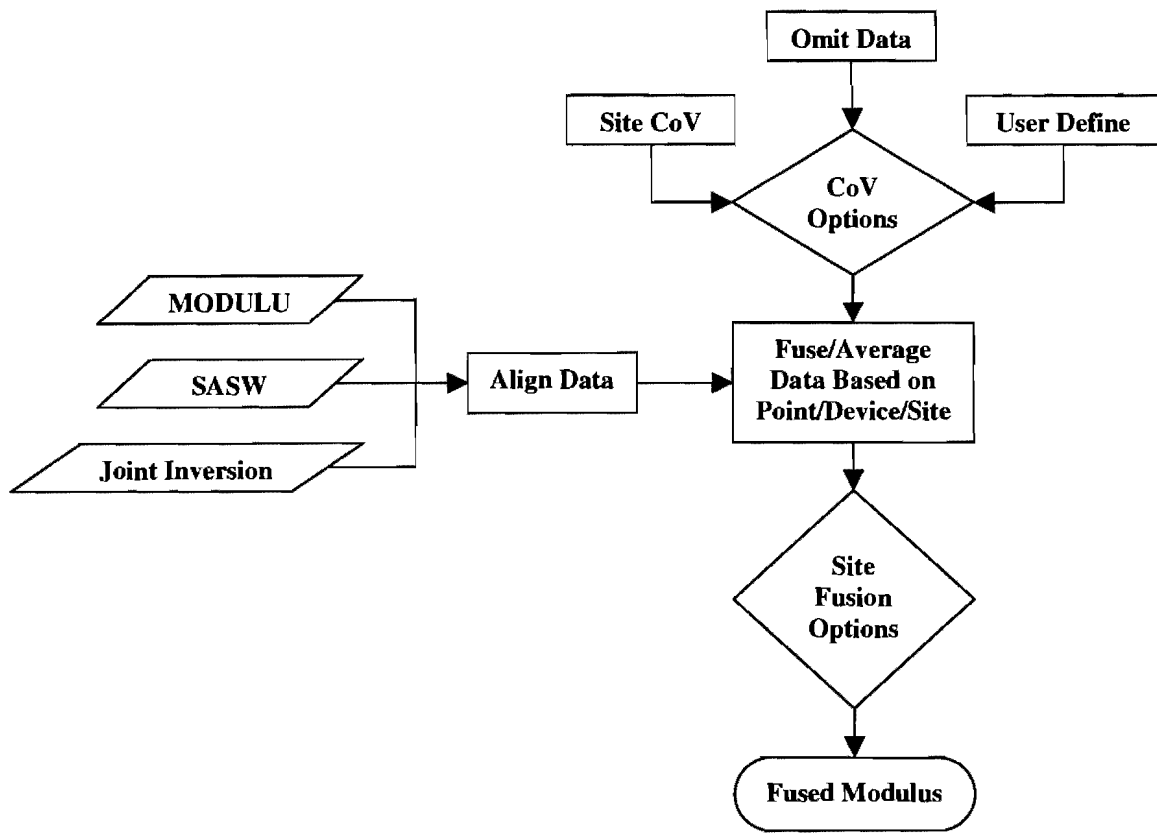 Omit Data
Site CoV
User Define
CoV
Options
MODULU
SASW
Joint Inversion
Align Data
Fuse/Average
Data Based on
Point/Device/Site
Site
Fusion
Options
Fused Modulus